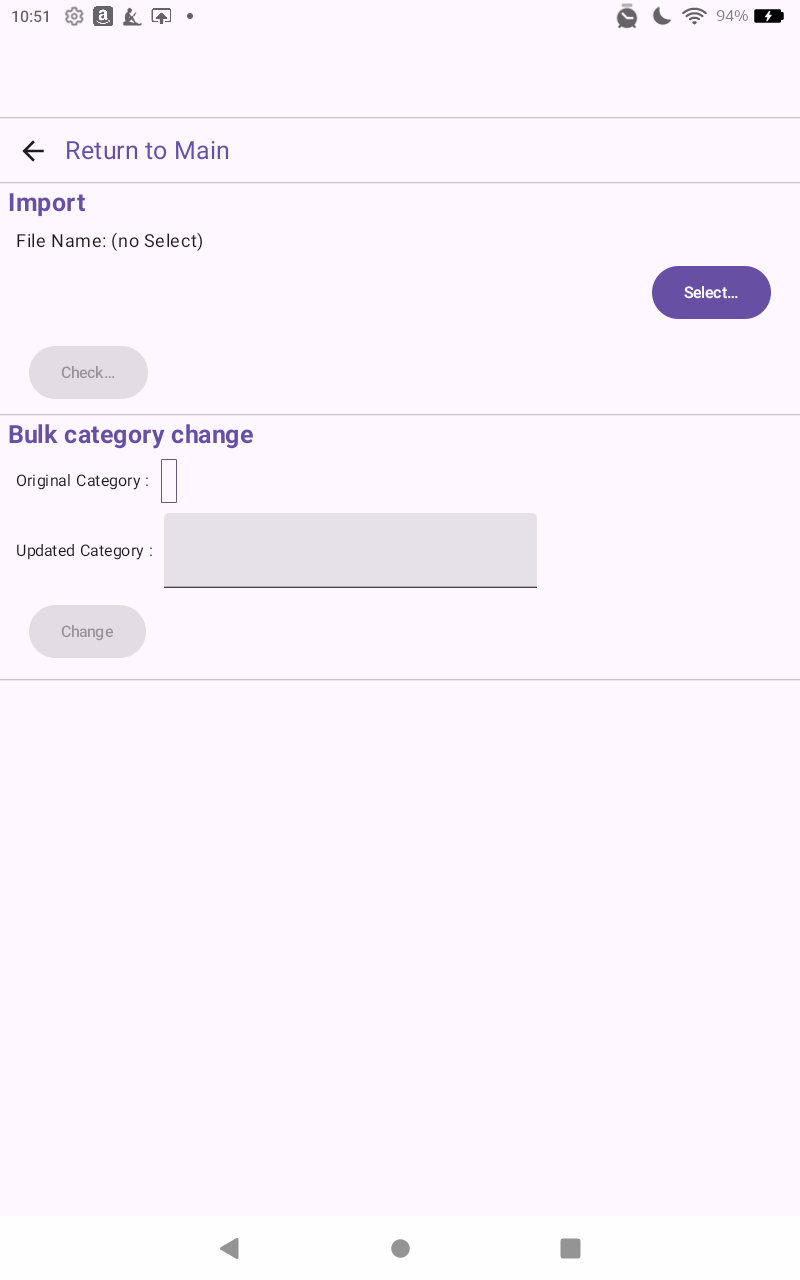 10:51
94%
Return to Main
Import
File Name: (no Select)
Select…
Check…
Bulk category change
Original Category :
Updated Category :
Change